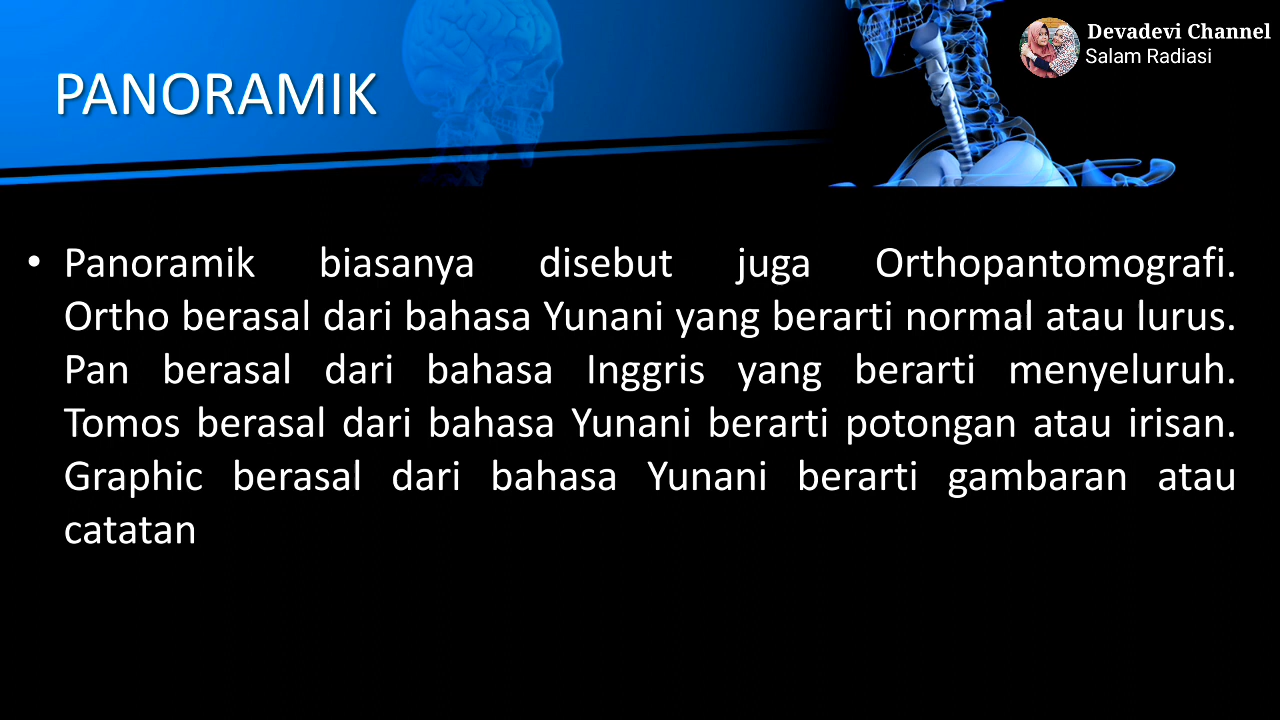 PANORAMIK
Devadevi Channel
Salam Radiasi
• Panoramik biasanya disebut juga Orthopantomografi.
Ortho berasal dari bahasa Yunani yang berarti normal atau lurus.
Pan berasal dari bahasa Inggris yang berarti menyeluruh.
Tomos berasal dari bahasa Yunani berarti potongan atau irisan.
Graphic berasal dari bahasa Yunani berarti gambaran atau
catatan